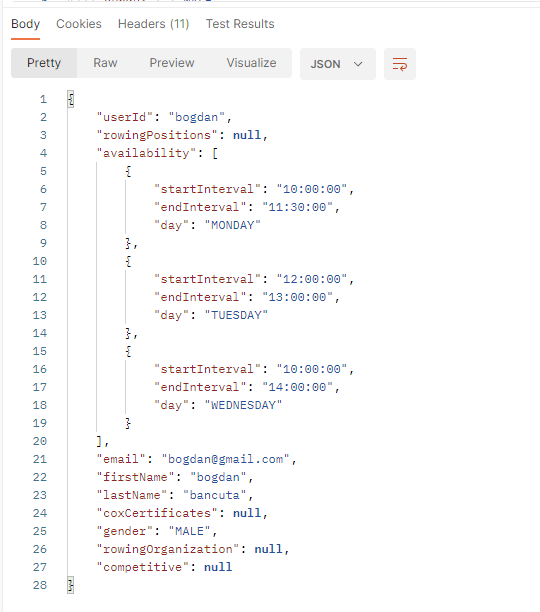 Body Cookies Headers (11) Test Results
Pretty Raw Preview Visualize JSON
1 {
2 "userId": "bogdan",
3 "rowingPositions": null,
4 "availability": [
5 {
6 "startInterval": "10:00:00",
7 "endInterval": "11:30:00",
8 "day": "MONDAY"
9 },
10 {
11 "startInterval": "12:00:00",
12 "endInterval": "13:00:00",
13 "day": "TUESDAY"
14 },
15 {
16 "startInterval": "10:00:00",
17 "endInterval": "14:00:00",
18 "day": "WEDNESDAY"
19 }
20 ],
21 "email": "bogdan@gmail.com",
22 "firstName": "bogdan",
23 "lastName": "bancuta",
24 "coxCertificates": null,
25 "gender": "MALE",
26 "rowingOrganization": null,
27 "competitive": null
28 }